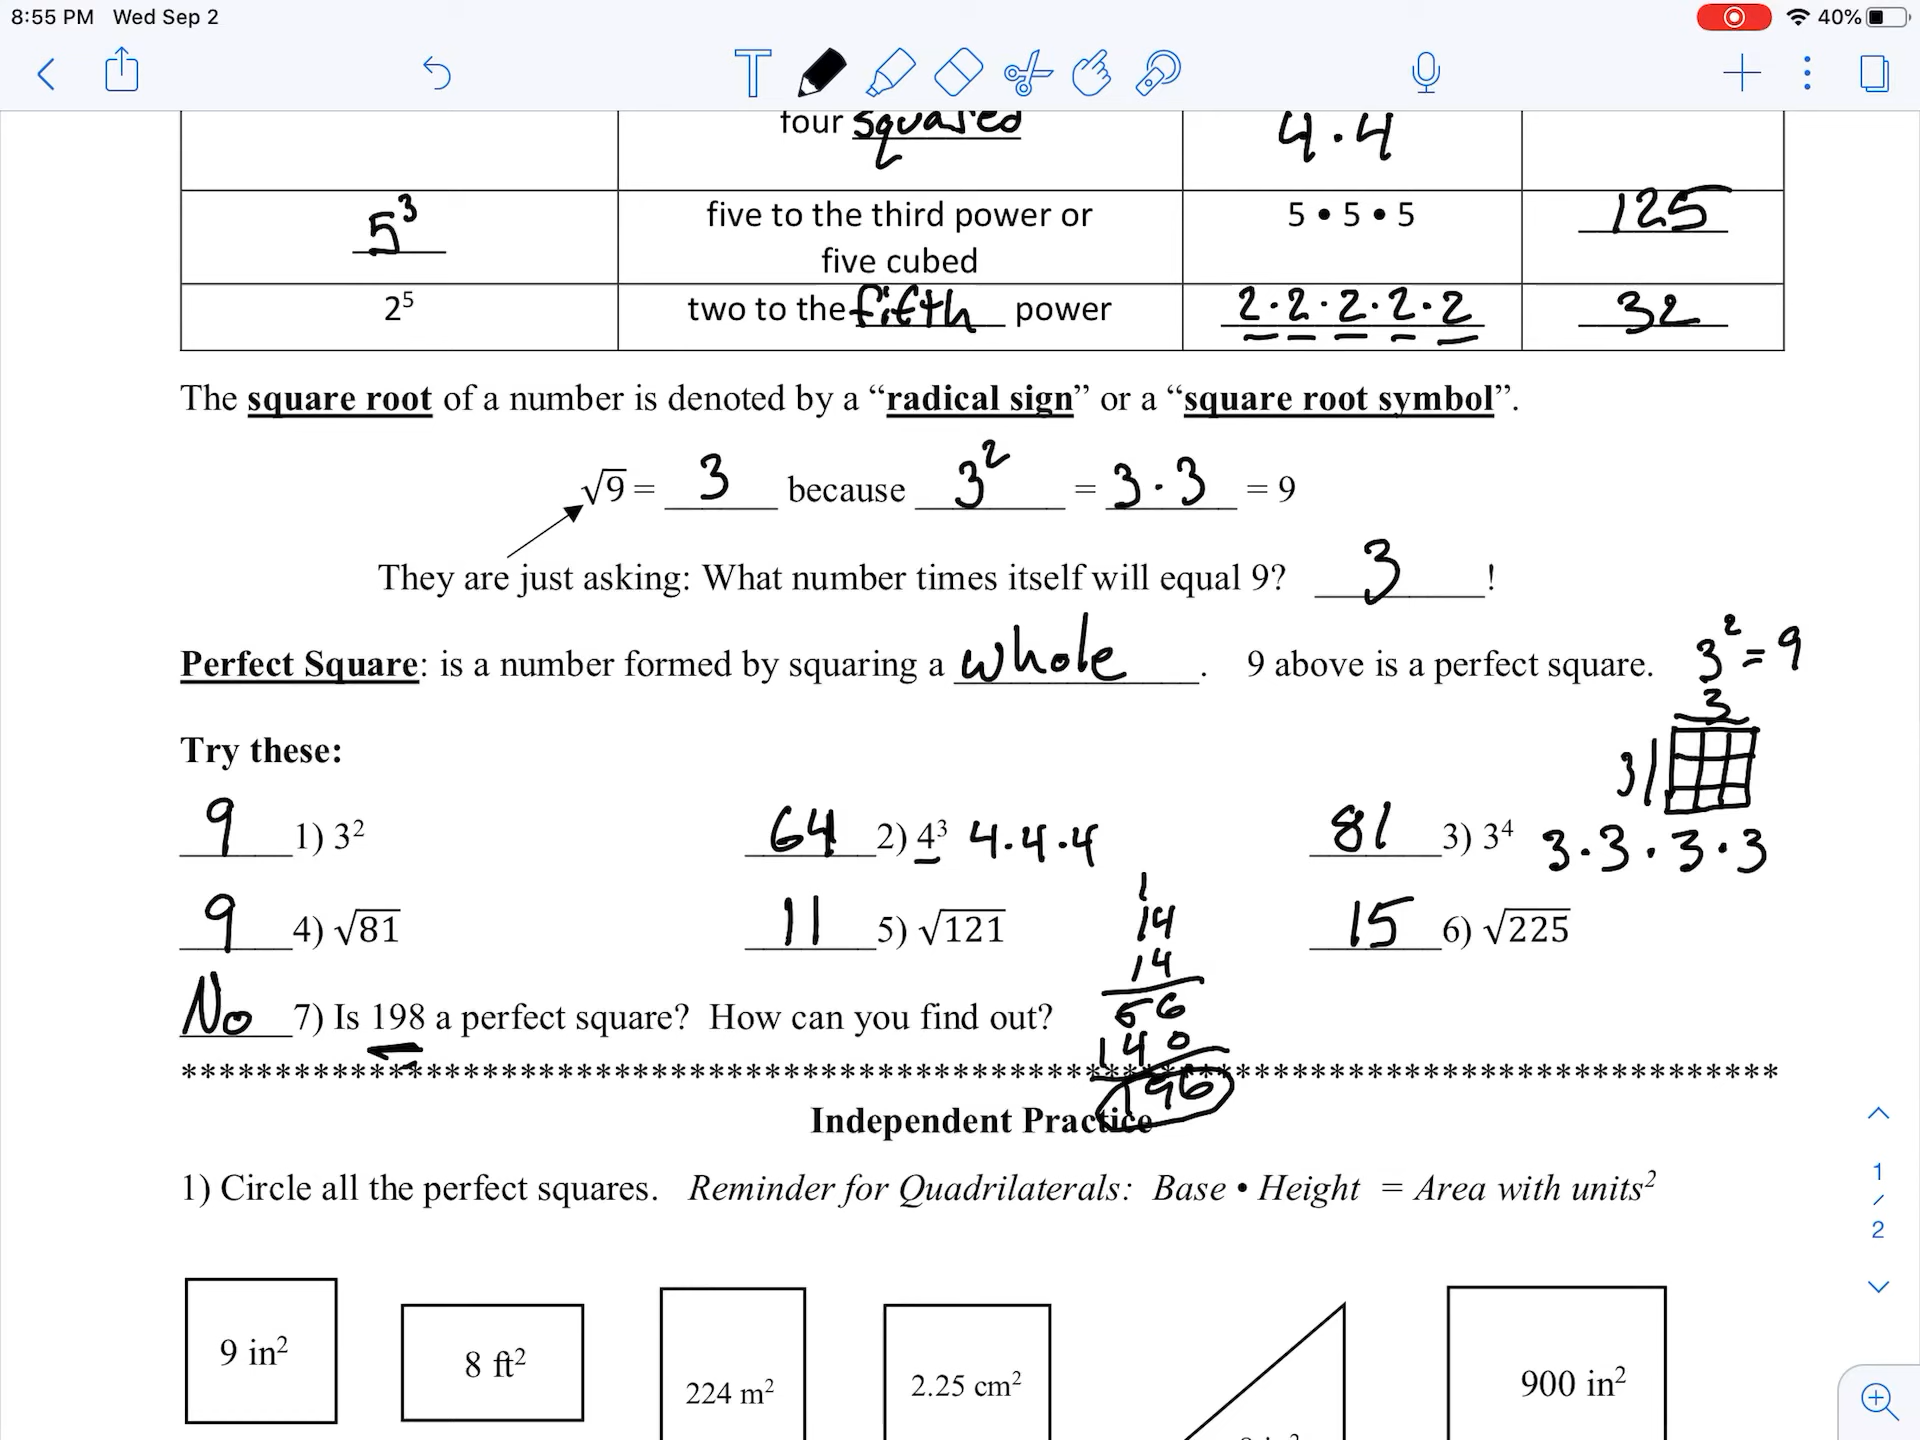 8:55 PM Wed Sep 2
40%
four squared 4 · 4
5³ five to the third power or 5 • 5 • 5 125
five cubed
2⁵ two to the fifth power 2 · 2 · 2 · 2 · 2 32
The square root of a number is denoted by a “radical sign” or a “square root symbol”.
√9 = 3 because 3² = 3 · 3 = 9
They are just asking: What number times itself will equal 9? 3!
Perfect Square: is a number formed by squaring a whole. 9 above is a perfect square. 3² = 9
3
Try these:
3
9 1) 3² 64 2) 4³ 4 · 4 · 4 81 3) 3⁴ 3 · 3 · 3 · 3
1
9 4) √81 11 5) √121 14 15 6) √225
14
No 7) Is 198 a perfect square? How can you find out? 56
140
******************************************************************************************
196
Independent Practice
1) Circle all the perfect squares. Reminder for Quadrilaterals: Base • Height = Area with units²
1
/
2
9 in² 8 ft² 224 m² 2.25 cm² 900 in²